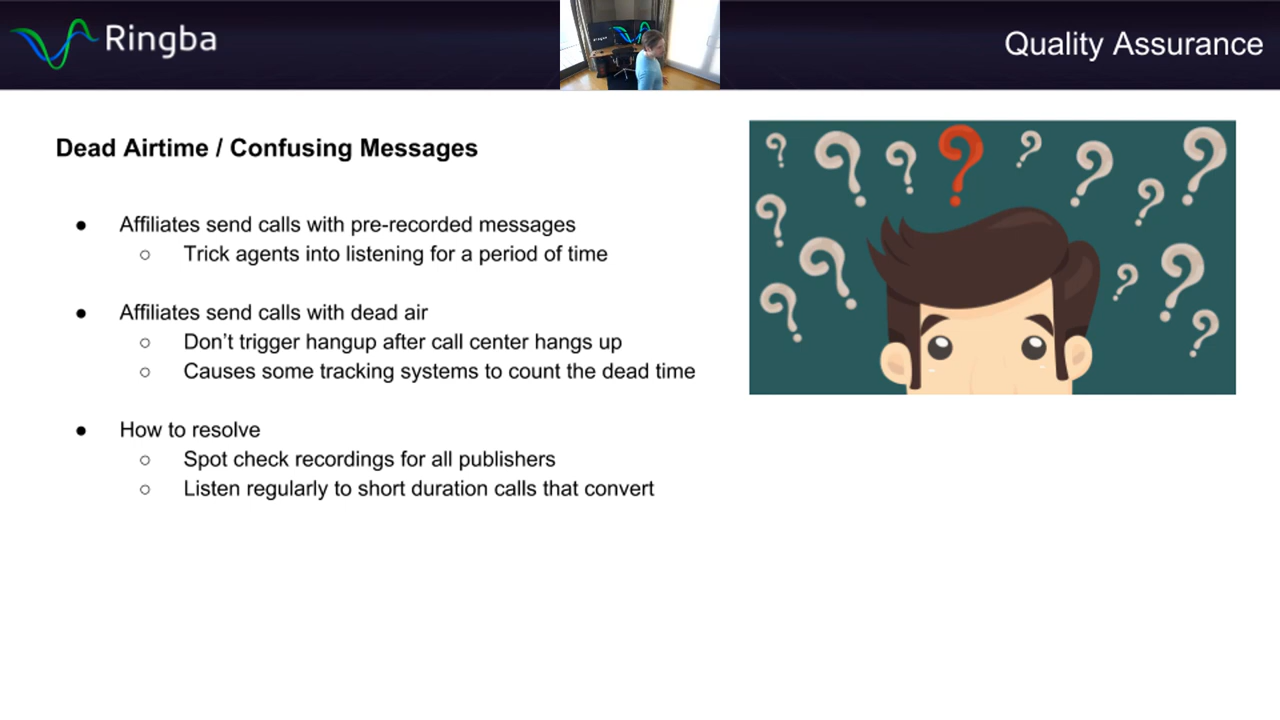 Ringba
Quality Assurance
Dead Airtime / Confusing Messages
● Affiliates send calls with pre-recorded messages
○ Trick agents into listening for a period of time
● Affiliates send calls with dead air
○ Don’t trigger hangup after call center hangs up
○ Causes some tracking systems to count the dead time
● How to resolve
○ Spot check recordings for all publishers
○ Listen regularly to short duration calls that convert